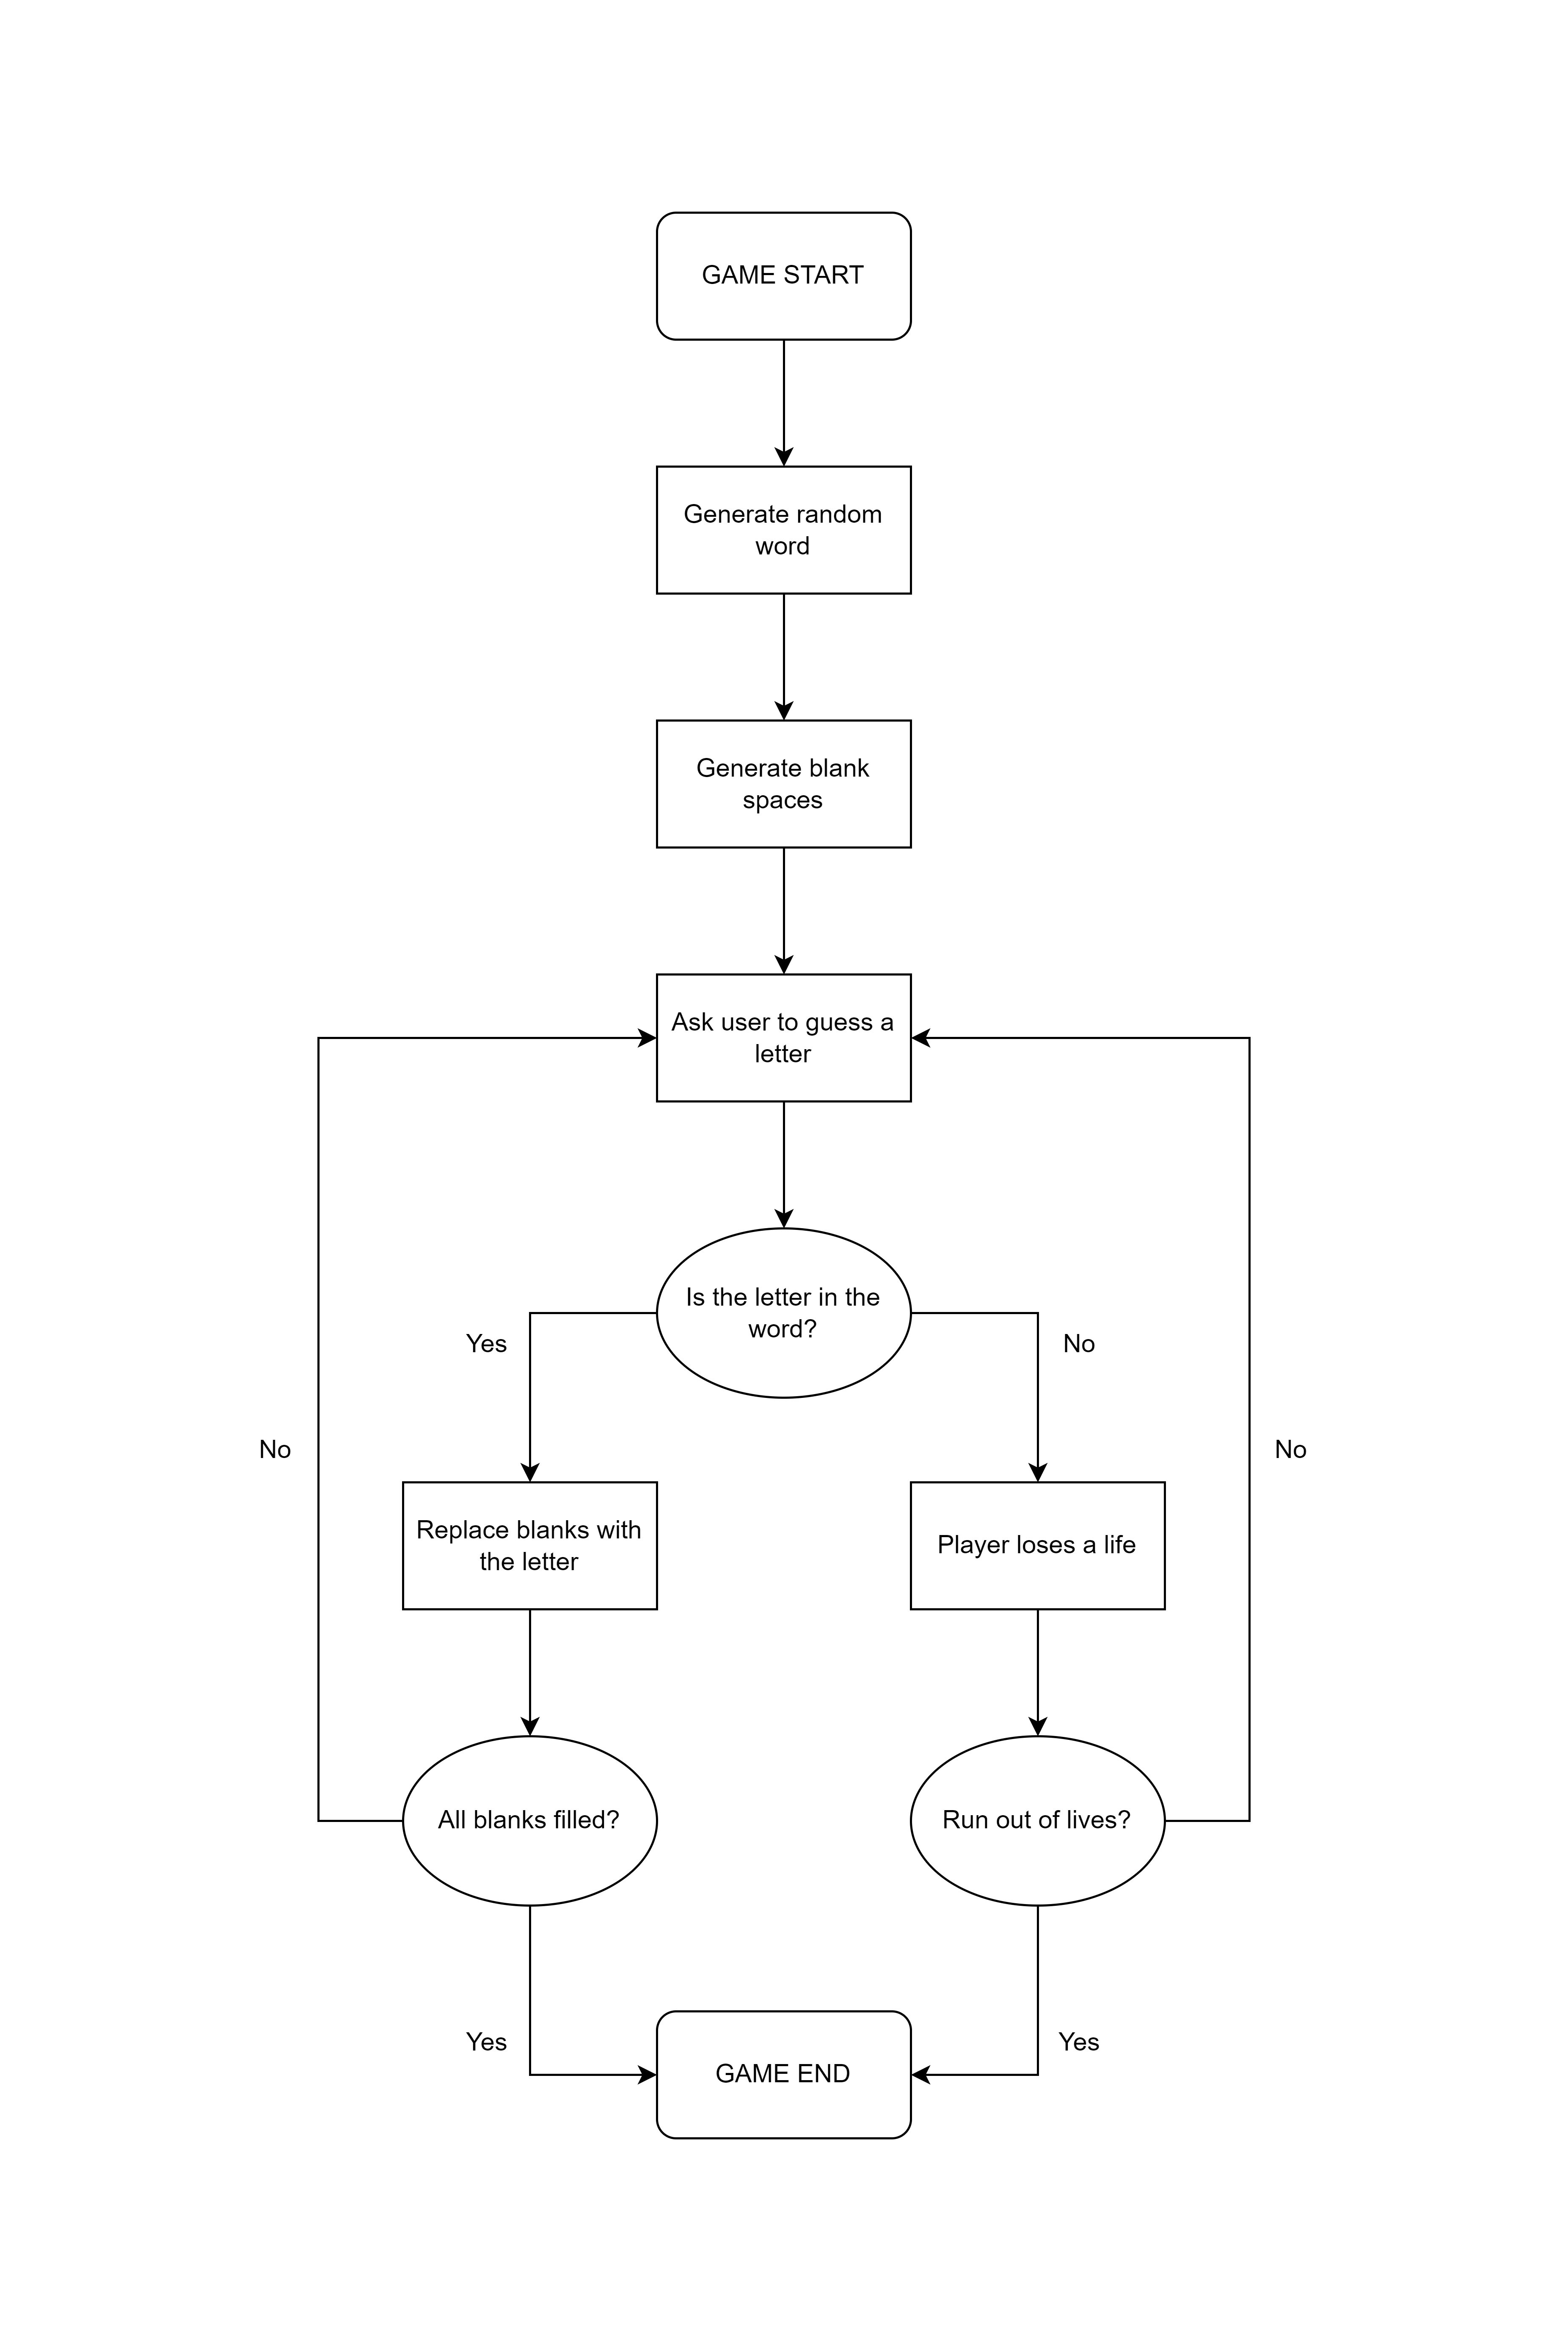 GAME START
Generate random
word
Generate blank
spaces
Ask user to guess a
letter
Is the letter in the
word?
Yes
No
No
No
Replace blanks with
the letter
Player loses a life
All blanks filled?
Run out of lives?
Yes
Yes
GAME END